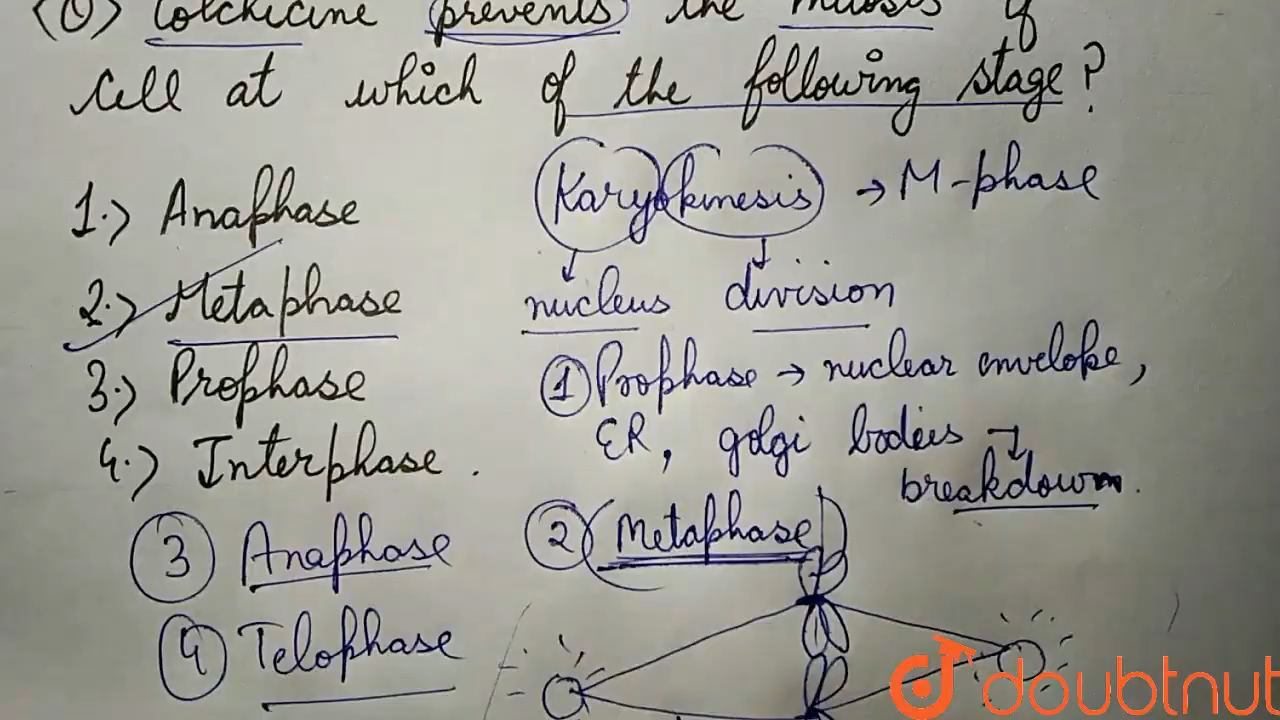 (Q) Colchicine prevents the mitosis of
cell at which of the following stage?
1.) Anaphase
2.) Metaphase
3.) Prophase
4.) Interphase.
Karyokinesis → M-phase
nucleus division
① Prophase → nuclear envelope,
ER, golgi bodies →
breakdown.
② Metaphase
③ Anaphase
④ Telophase
doubtnut